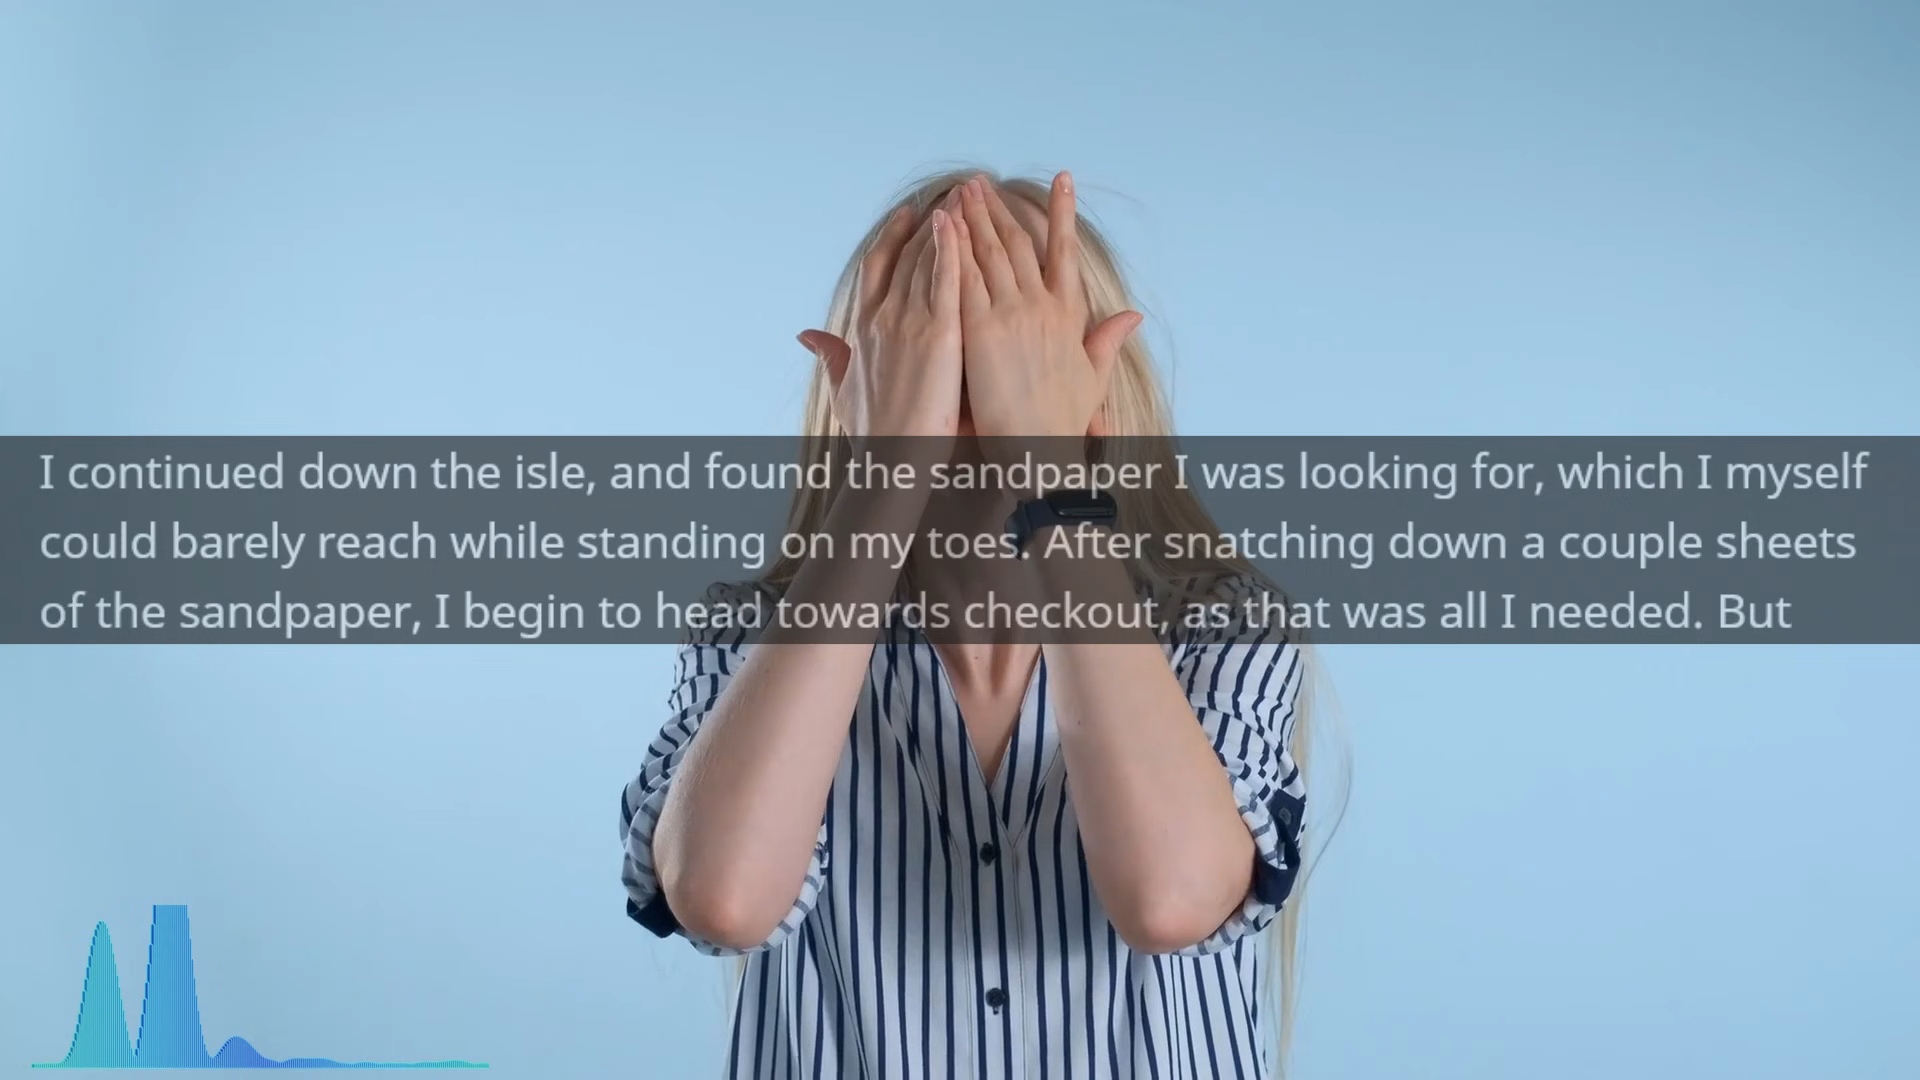 I continued down the isle, and found the sandpaper I was looking for, which I myself
could barely reach while standing on my toes. After snatching down a couple sheets
of the sandpaper, I begin to head towards checkout, as that was all I needed. But